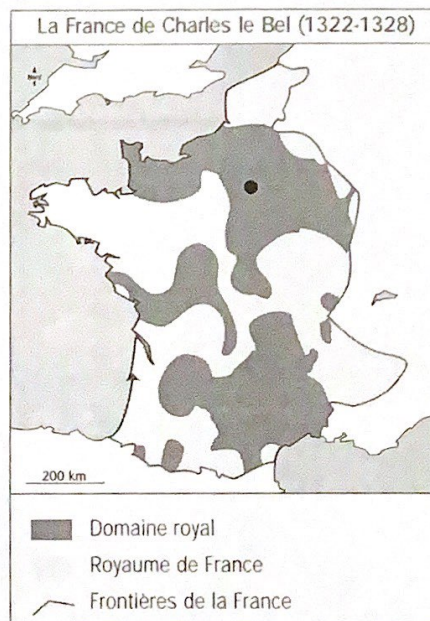 La France de Charles le Bel (1322-1328)
Nord
200 km
Domaine royal
Royaume de France
Frontières de la France